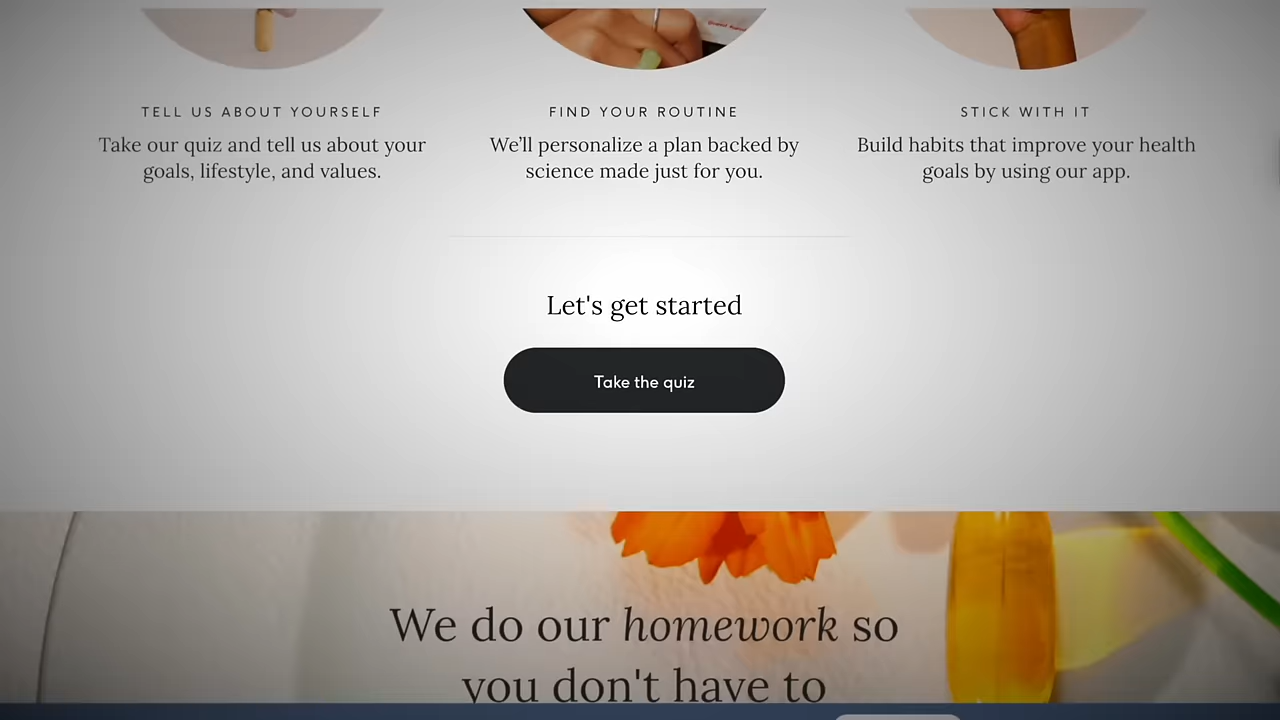 TELL US ABOUT YOURSELF
Take our quiz and tell us about your
goals, lifestyle, and values.
FIND YOUR ROUTINE
We’ll personalize a plan backed by
science made just for you.
STICK WITH IT
Build habits that improve your health
goals by using our app.
Let's get started
Take the quiz
We do our homework so
you don't have to